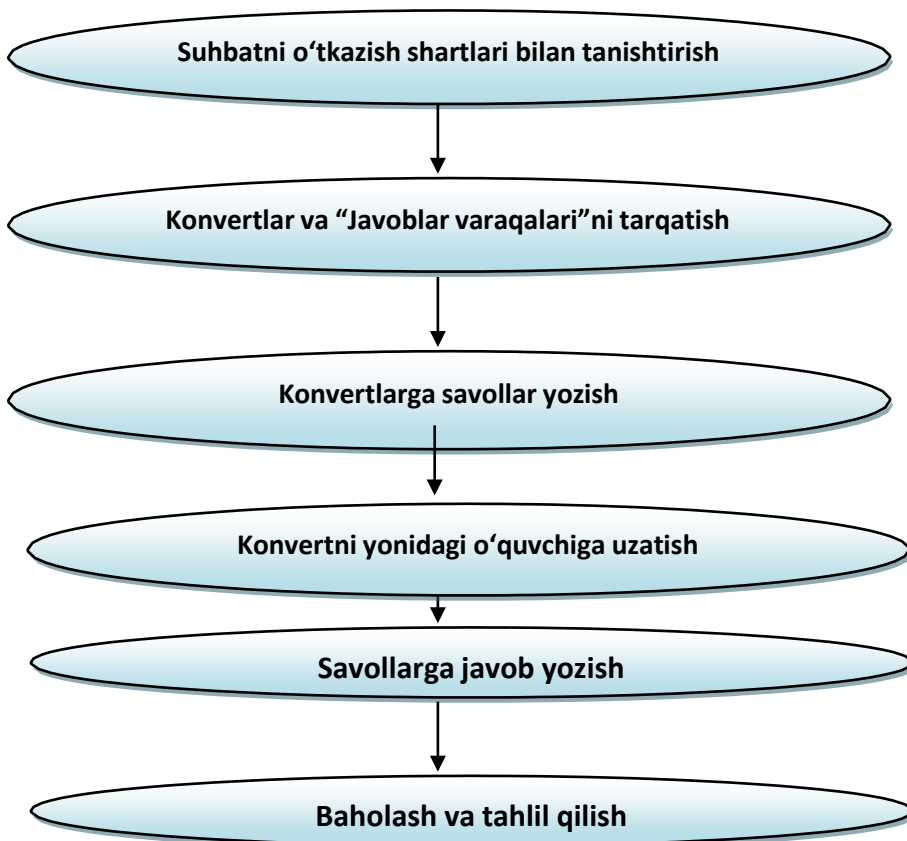 Suhbatni o‘tkazish shartlari bilan tanishtirish
Konvertlar va “Javoblar varaqalari”ni tarqatish
Konvertlarga savollar yozish
Konvertni yonidagi o‘quvchiga uzatish
Savollarga javob yozish
Baholash va tahlil qilish